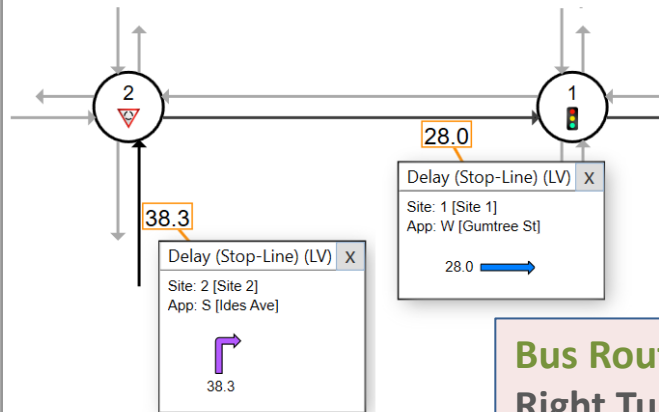 2
1
28.0
Delay (Stop-Line) (LV) X
Site: 1 [Site 1]
App: W [Gumtree St]
28.0
38.3
Delay (Stop-Line) (LV) X
Site: 2 [Site 2]
App: S [Ides Ave]
38.3
Bus Rou
Right Tu